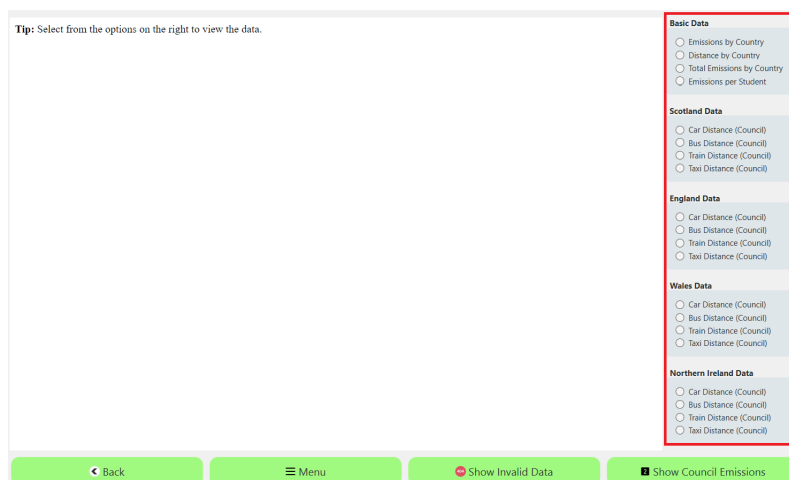 Tip: Select from the options on the right to view the data.
Basic Data
Emissions by Country
Distance by Country
Total Emissions by Country
Emissions per Student
Scotland Data
Car Distance (Council)
Bus Distance (Council)
Train Distance (Council)
Taxi Distance (Council)
England Data
Car Distance (Council)
Bus Distance (Council)
Train Distance (Council)
Taxi Distance (Council)
Wales Data
Car Distance (Council)
Bus Distance (Council)
Train Distance (Council)
Taxi Distance (Council)
Northern Ireland Data
Car Distance (Council)
Bus Distance (Council)
Train Distance (Council)
Taxi Distance (Council)
Back
Menu
Show Invalid Data
Show Council Emissions